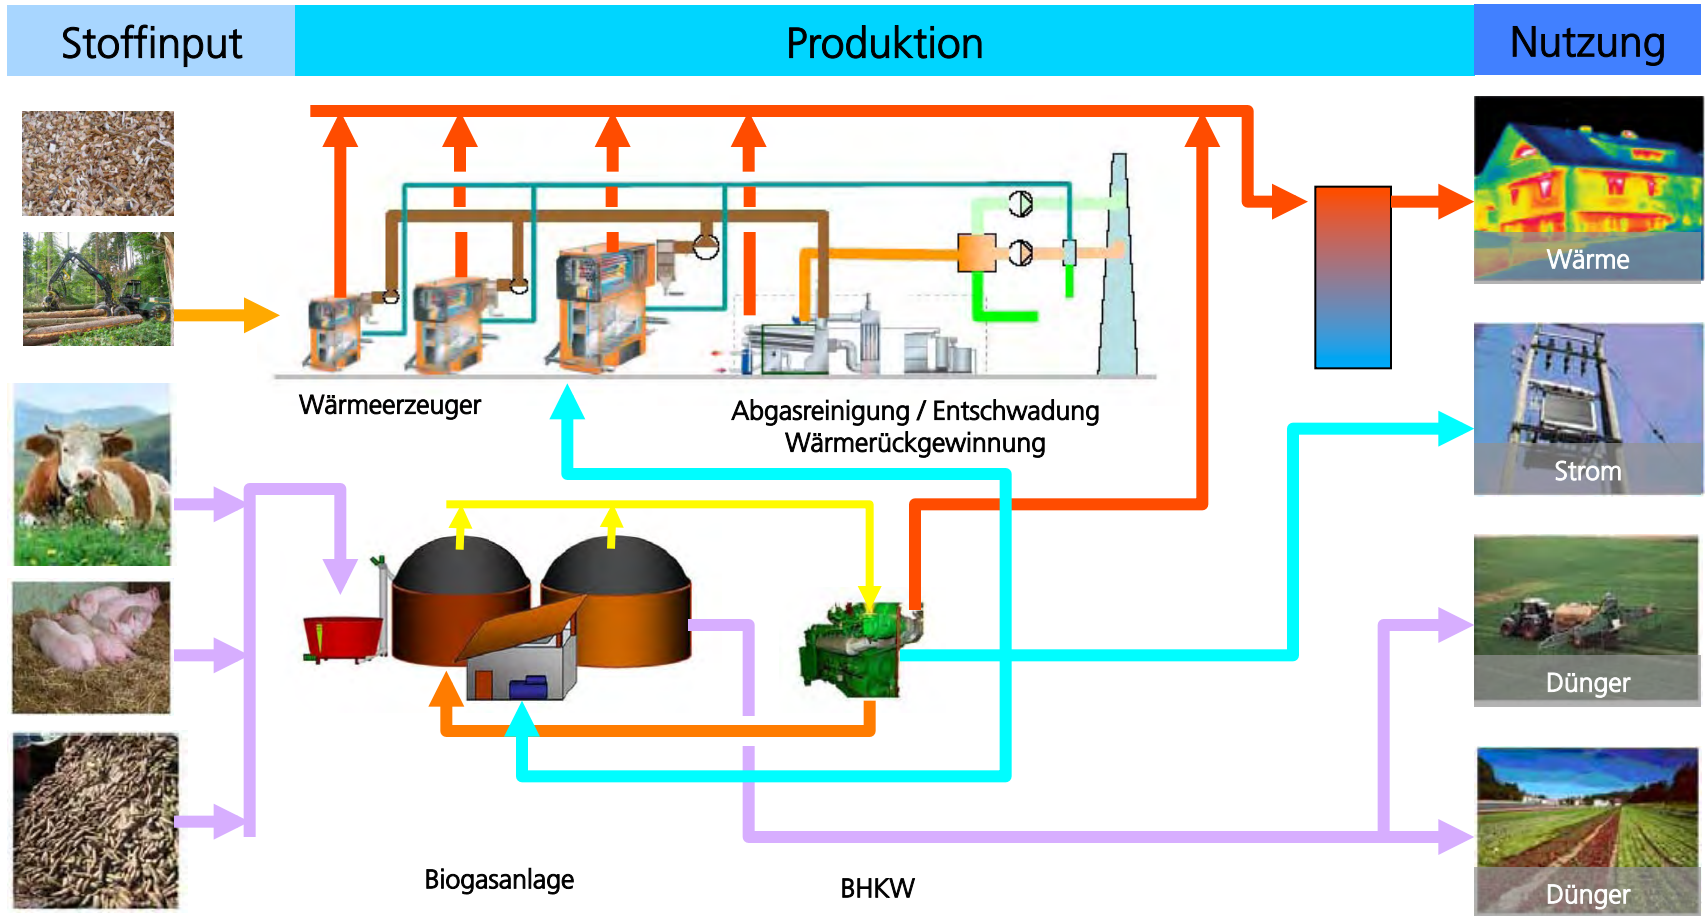 Stoffinput
Produktion
Nutzung
Wärme
Wärmeerzeuger
Abgasreinigung / Entschwadung
Wärmerückgewinnung
Strom
Dünger
Biogasanlage
BHKW
Dünger